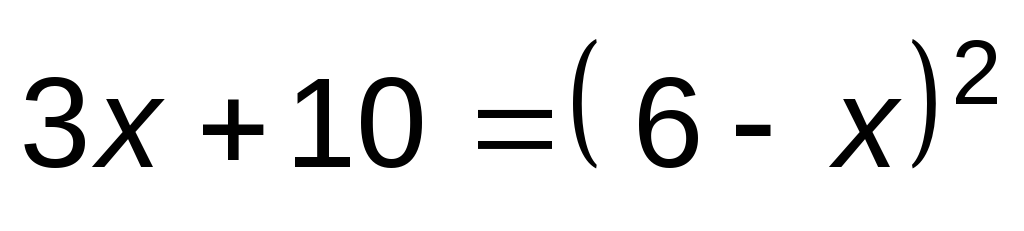 3x + 10 = ( 6 - x)²